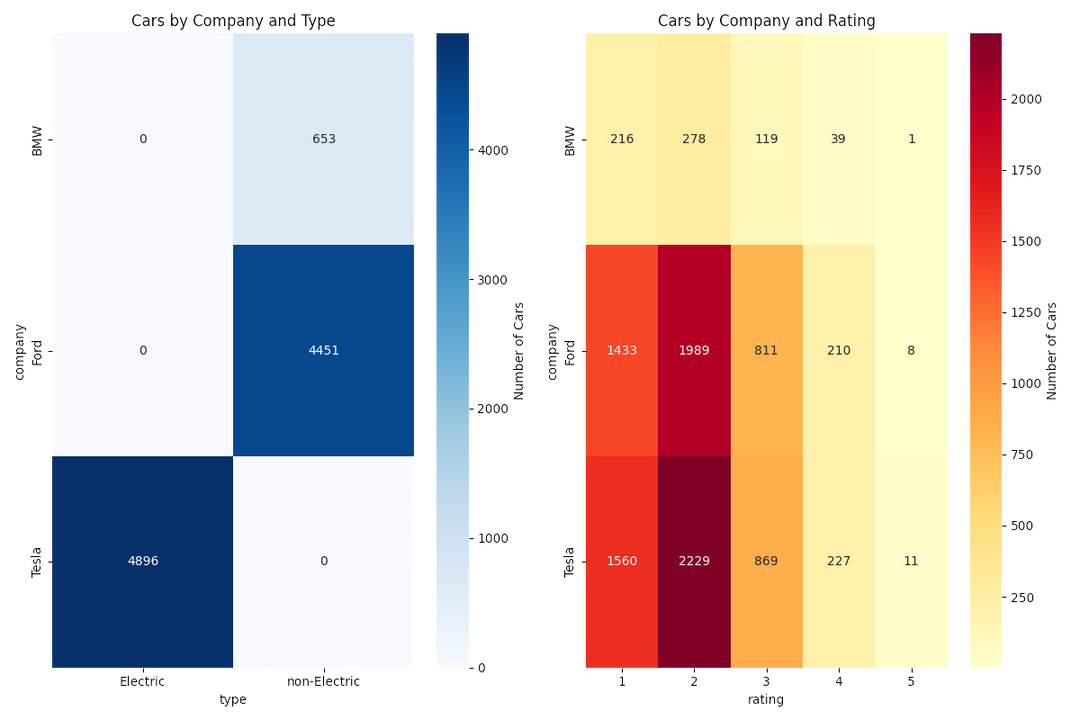 Cars by Company and Type
BMW
Ford
Tesla
company
0
653
0
4451
4896
0
Electric
non-Electric
type
4000
3000
2000
1000
0
Number of Cars
Cars by Company and Rating
BMW
Ford
Tesla
company
216 278 119 39 1
1433 1989 811 210 8
1560 2229 869 227 11
1 2 3 4 5
rating
2000
1750
1500
1250
1000
750
500
250
Number of Cars